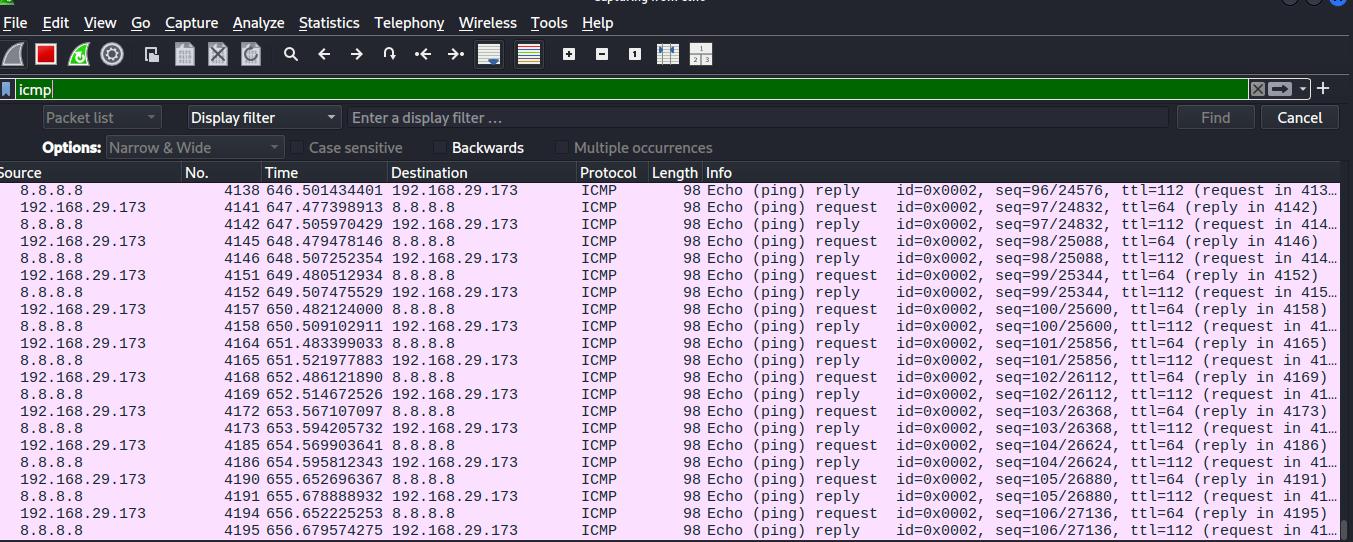 File Edit View Go Capture Analyze Statistics Telephony Wireless Tools Help
icmp
Packet list Display filter Enter a display filter ... Find Cancel
Options: Narrow & Wide Case sensitive Backwards Multiple occurrences
Source No. Time Destination Protocol Length Info
8.8.8.8 4138 646.501434401 192.168.29.173 ICMP 98 Echo (ping) reply id=0x0002, seq=96/24576, ttl=112 (request in 413…
192.168.29.173 4141 647.477398913 8.8.8.8 ICMP 98 Echo (ping) request id=0x0002, seq=97/24832, ttl=64 (reply in 4142)
8.8.8.8 4142 647.505970429 192.168.29.173 ICMP 98 Echo (ping) reply id=0x0002, seq=97/24832, ttl=112 (request in 414…
192.168.29.173 4145 648.479478146 8.8.8.8 ICMP 98 Echo (ping) request id=0x0002, seq=98/25088, ttl=64 (reply in 4146)
8.8.8.8 4146 648.507252354 192.168.29.173 ICMP 98 Echo (ping) reply id=0x0002, seq=98/25088, ttl=112 (request in 414…
192.168.29.173 4151 649.480512934 8.8.8.8 ICMP 98 Echo (ping) request id=0x0002, seq=99/25344, ttl=64 (reply in 4152)
8.8.8.8 4152 649.507475529 192.168.29.173 ICMP 98 Echo (ping) reply id=0x0002, seq=99/25344, ttl=112 (request in 415…
192.168.29.173 4157 650.482124000 8.8.8.8 ICMP 98 Echo (ping) request id=0x0002, seq=100/25600, ttl=64 (reply in 4158)
8.8.8.8 4158 650.509102911 192.168.29.173 ICMP 98 Echo (ping) reply id=0x0002, seq=100/25600, ttl=112 (request in 41…
192.168.29.173 4164 651.483399033 8.8.8.8 ICMP 98 Echo (ping) request id=0x0002, seq=101/25856, ttl=64 (reply in 4165)
8.8.8.8 4165 651.521977883 192.168.29.173 ICMP 98 Echo (ping) reply id=0x0002, seq=101/25856, ttl=112 (request in 41…
192.168.29.173 4168 652.486121890 8.8.8.8 ICMP 98 Echo (ping) request id=0x0002, seq=102/26112, ttl=64 (reply in 4169)
8.8.8.8 4169 652.514672526 192.168.29.173 ICMP 98 Echo (ping) reply id=0x0002, seq=102/26112, ttl=112 (request in 41…
192.168.29.173 4172 653.567107097 8.8.8.8 ICMP 98 Echo (ping) request id=0x0002, seq=103/26368, ttl=64 (reply in 4173)
8.8.8.8 4173 653.594205732 192.168.29.173 ICMP 98 Echo (ping) reply id=0x0002, seq=103/26368, ttl=112 (request in 41…
192.168.29.173 4185 654.569903641 8.8.8.8 ICMP 98 Echo (ping) request id=0x0002, seq=104/26624, ttl=64 (reply in 4186)
8.8.8.8 4186 654.595812343 192.168.29.173 ICMP 98 Echo (ping) reply id=0x0002, seq=104/26624, ttl=112 (request in 41…
192.168.29.173 4190 655.652696367 8.8.8.8 ICMP 98 Echo (ping) request id=0x0002, seq=105/26880, ttl=64 (reply in 4191)
8.8.8.8 4191 655.678888932 192.168.29.173 ICMP 98 Echo (ping) reply id=0x0002, seq=105/26880, ttl=112 (request in 41…
192.168.29.173 4194 656.652225253 8.8.8.8 ICMP 98 Echo (ping) request id=0x0002, seq=106/27136, ttl=64 (reply in 4195)
8.8.8.8 4195 656.679574275 192.168.29.173 ICMP 98 Echo (ping) reply id=0x0002, seq=106/27136, ttl=112 (request in 41…